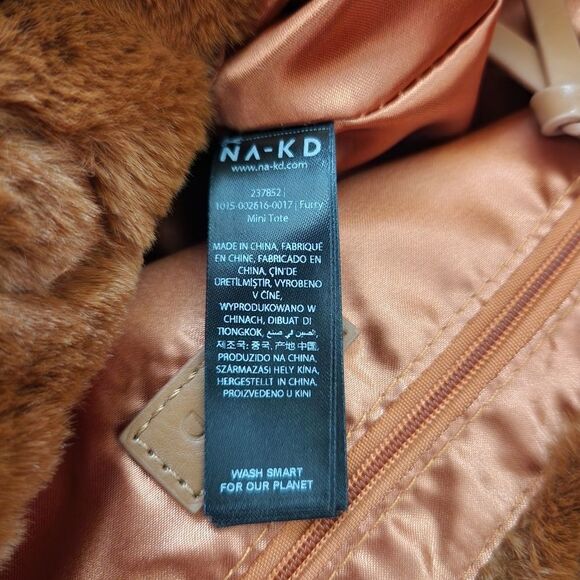 NA-KD
www.na-kd.com
237852 |
1015-002616-0017 | Furry
Mini Tote
MADE IN CHINA, FABRIQUÉ
EN CHINE, FABRICADO EN
CHINA, ÇİN'DE
ÜRETİLMİŞTİR, VYROBENO
V ČÍNĚ,
WYPRODUKOWANO W
CHINACH, DIBUAT DI
TIONGKOK, الصين في صنع,
제조국: 중국, 产地 中国,
PRODUZIDO NA CHINA,
SZÁRMAZÁSI HELY KÍNA,
HERGESTELLT IN CHINA,
PROIZVEDENO U KINI
WASH SMART
FOR OUR PLANET